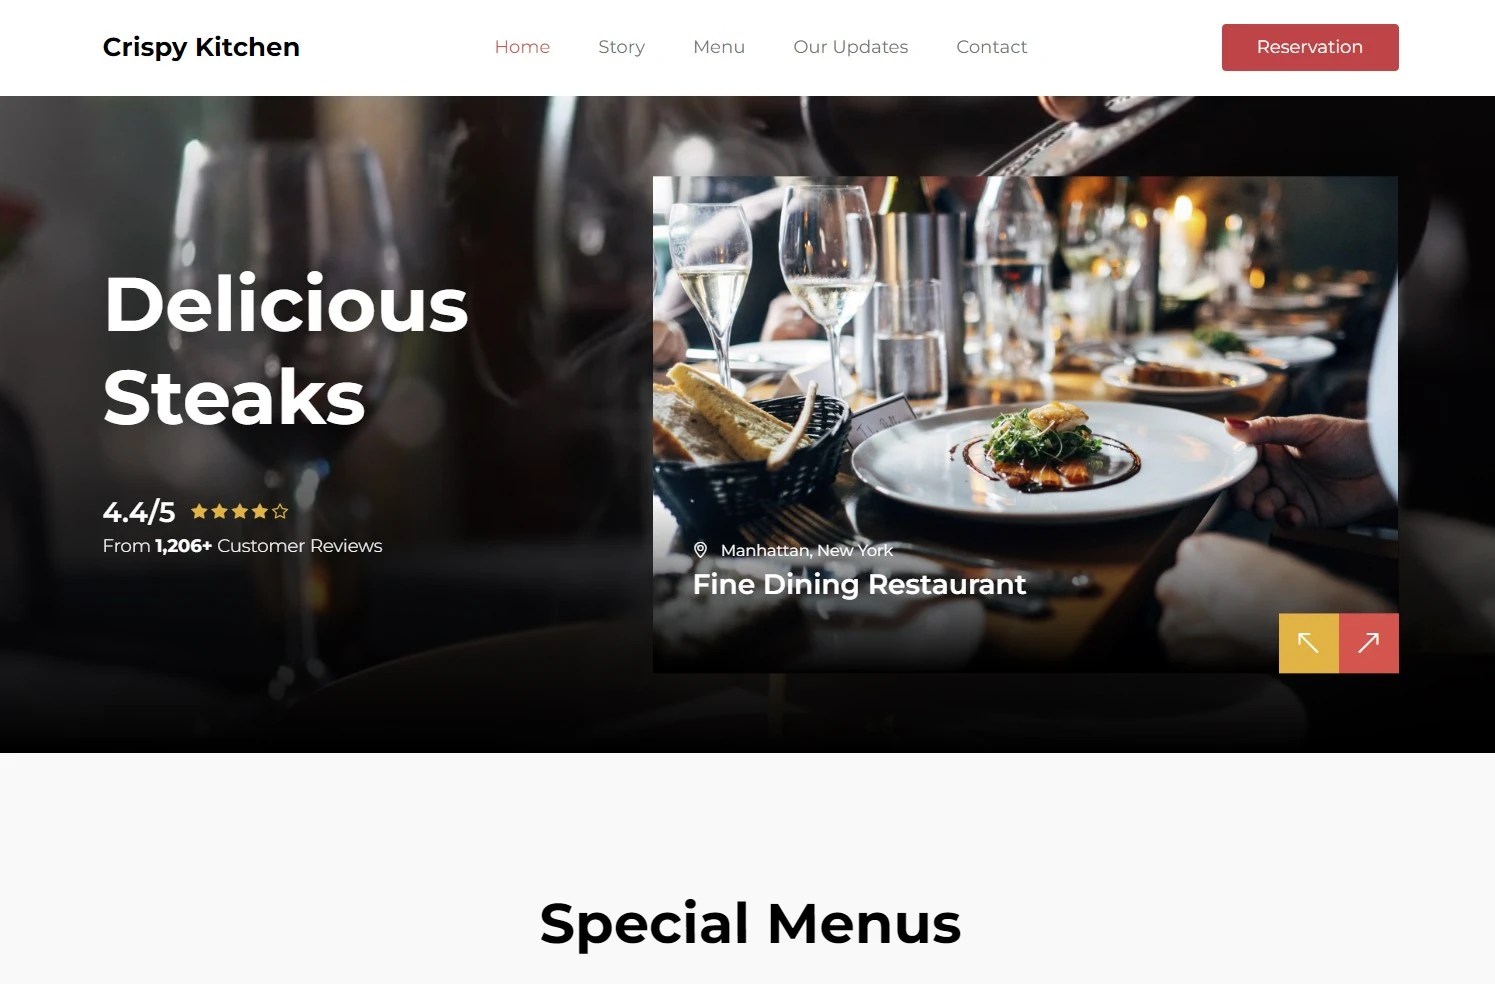 Crispy Kitchen
Home Story Menu Our Updates Contact
Reservation
Delicious
Steaks
4.4/5
From 1,206+ Customer Reviews
Manhattan, New York
Fine Dining Restaurant
Special Menus